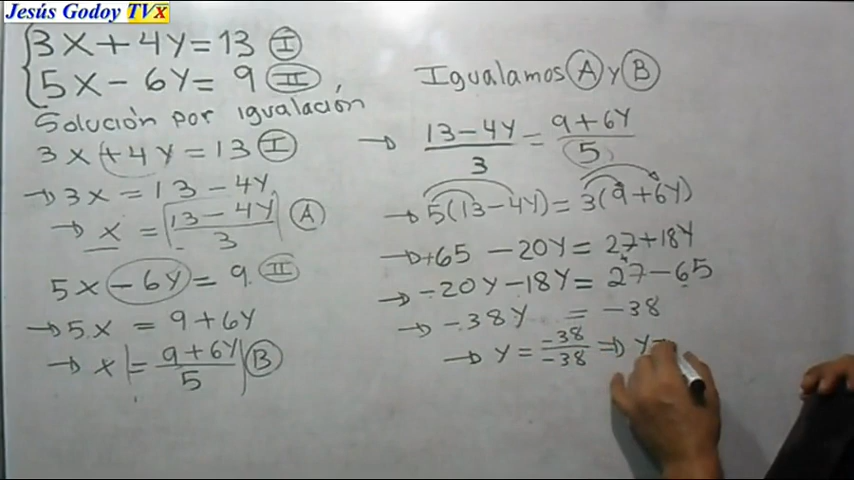 Jesús Godoy TVx
3X+4Y=13 I
5X-6Y=9 II
Solución por igualación
3X+4Y=13 I
→3X=13-4Y
→X=13-4Y/3 A
5X-6Y=9 II
→5X=9+6Y
→X=9+6Y/5 B
Igualamos A y B
→13-4Y/3=9+6Y/5
→5(13-4Y)=3(9+6Y)
→+65-20Y=27+18Y
→-20Y-18Y=27-65
→-38Y=-38
→Y=-38/-38⇒Y=